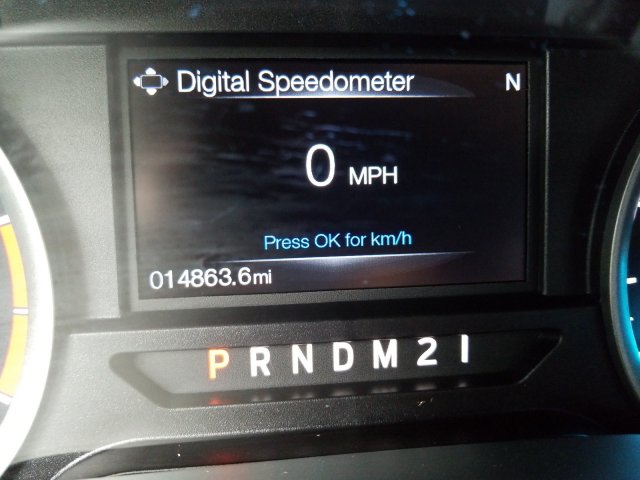 Digital Speedometer N
0 MPH
Press OK for km/h
014863.6mi
P R N D M 2 1